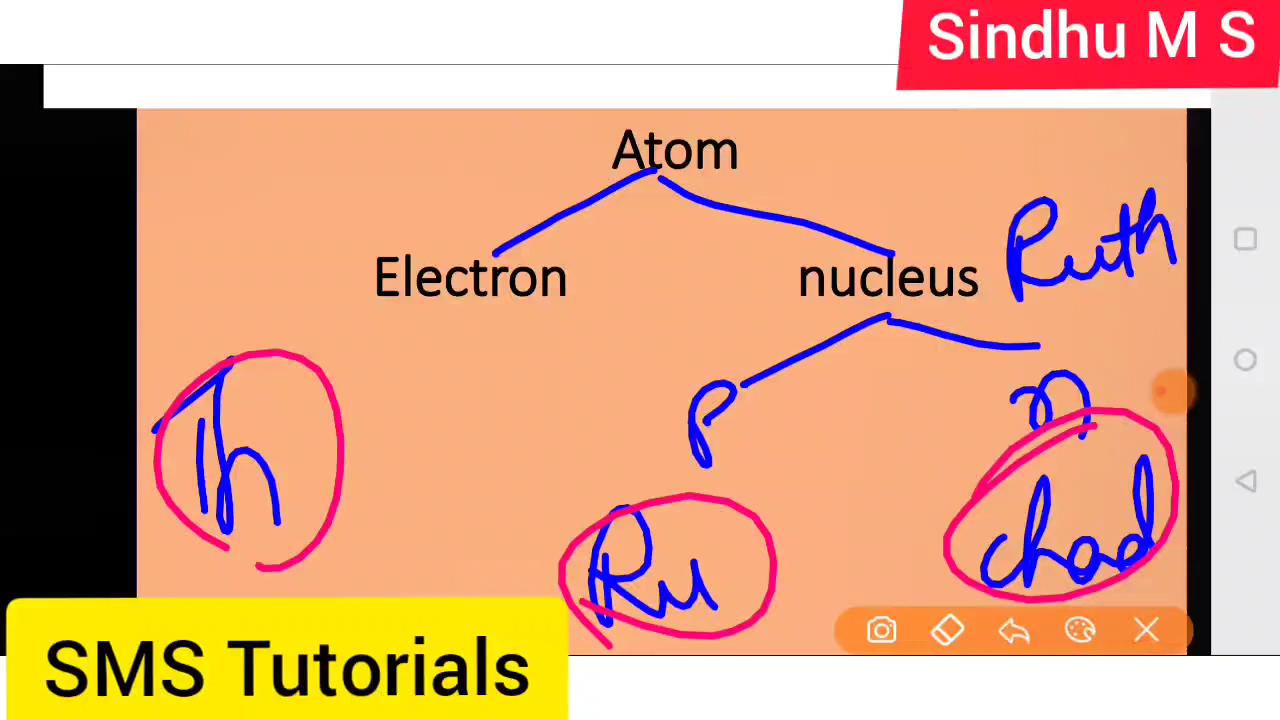 Sindhu M S
Atom
Electron
nucleus
Ruth
P
n
Th
Ru
chad
SMS Tutorials